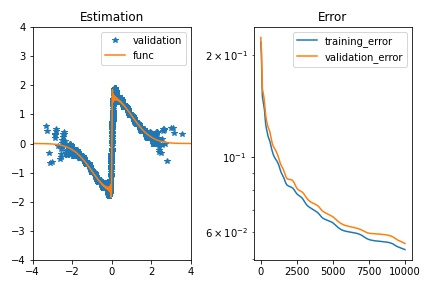 Estimation
validation
func
4
3
2
1
0
−1
−2
−3
−4
−4
−2
0
2
4
Error
training_error
validation_error
2 × 10⁻¹
10⁻¹
6 × 10⁻²
0
2500
5000
7500
10000